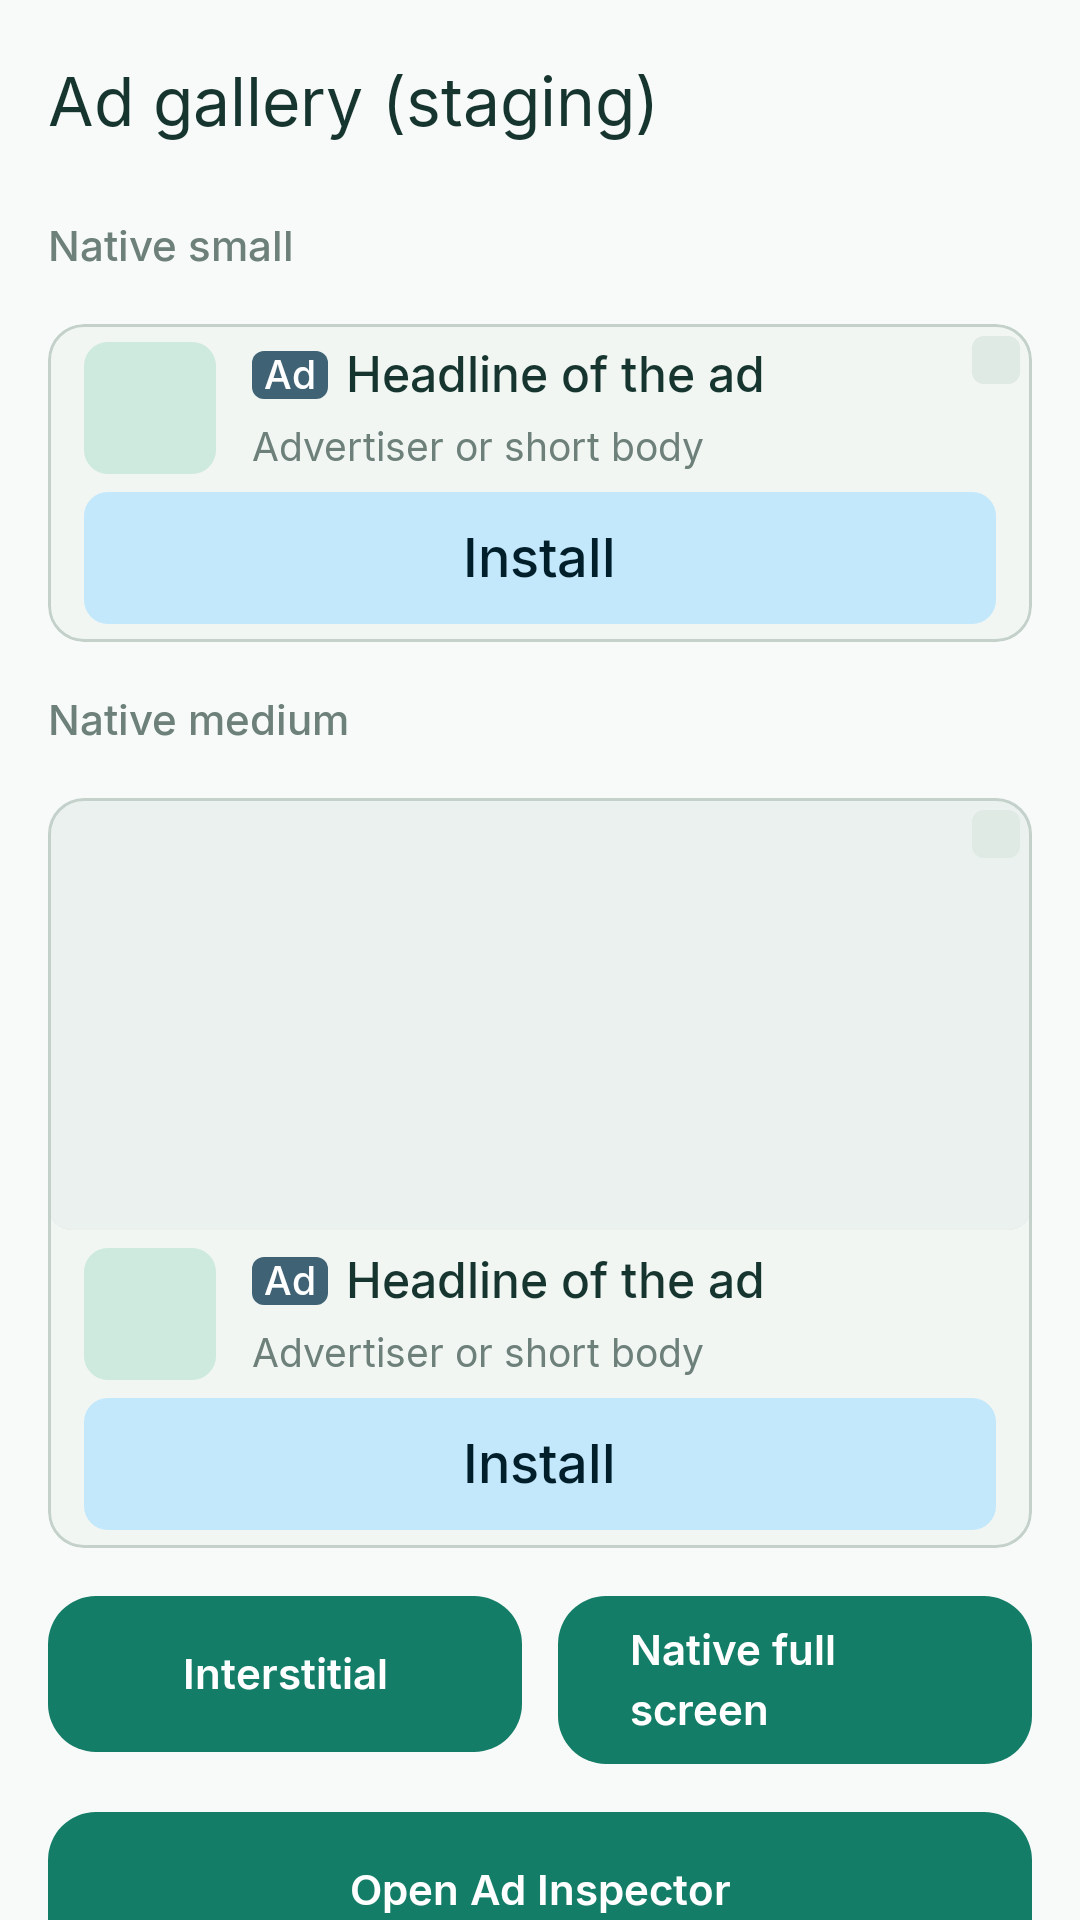 Ad gallery (staging)
Native small
Ad Headline of the ad
Advertiser or short body
Install
Native medium
Ad Headline of the ad
Advertiser or short body
Install
Interstitial
Native full
screen
Open Ad Inspector